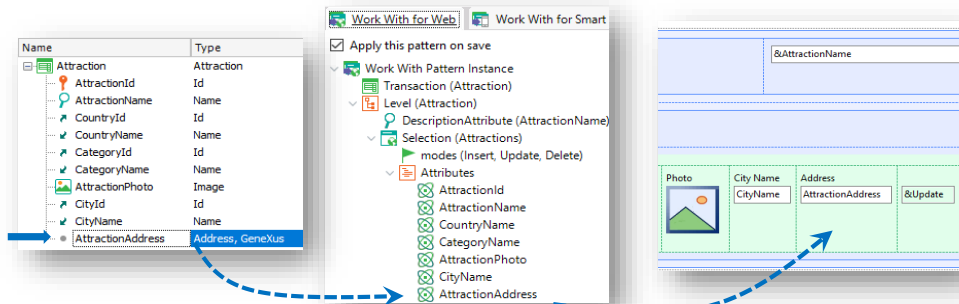 Name Type
Attraction Attraction
AttractionId Id
AttractionName Name
CountryId Id
CountryName Name
CategoryId Id
CategoryName Name
AttractionPhoto Image
CityId Id
CityName Name
AttractionAddress Address, GeneXus
Work With for Web Work With for Smart
Apply this pattern on save
Work With Pattern Instance
Transaction (Attraction)
Level (Attraction)
DescriptionAttribute (AttractionName)
Selection (Attractions)
modes (Insert, Update, Delete)
Attributes
AttractionId
AttractionName
CountryName
CategoryName
AttractionPhoto
CityName
AttractionAddress
&AttractionName
Photo City Name Address
CityName AttractionAddress &Update